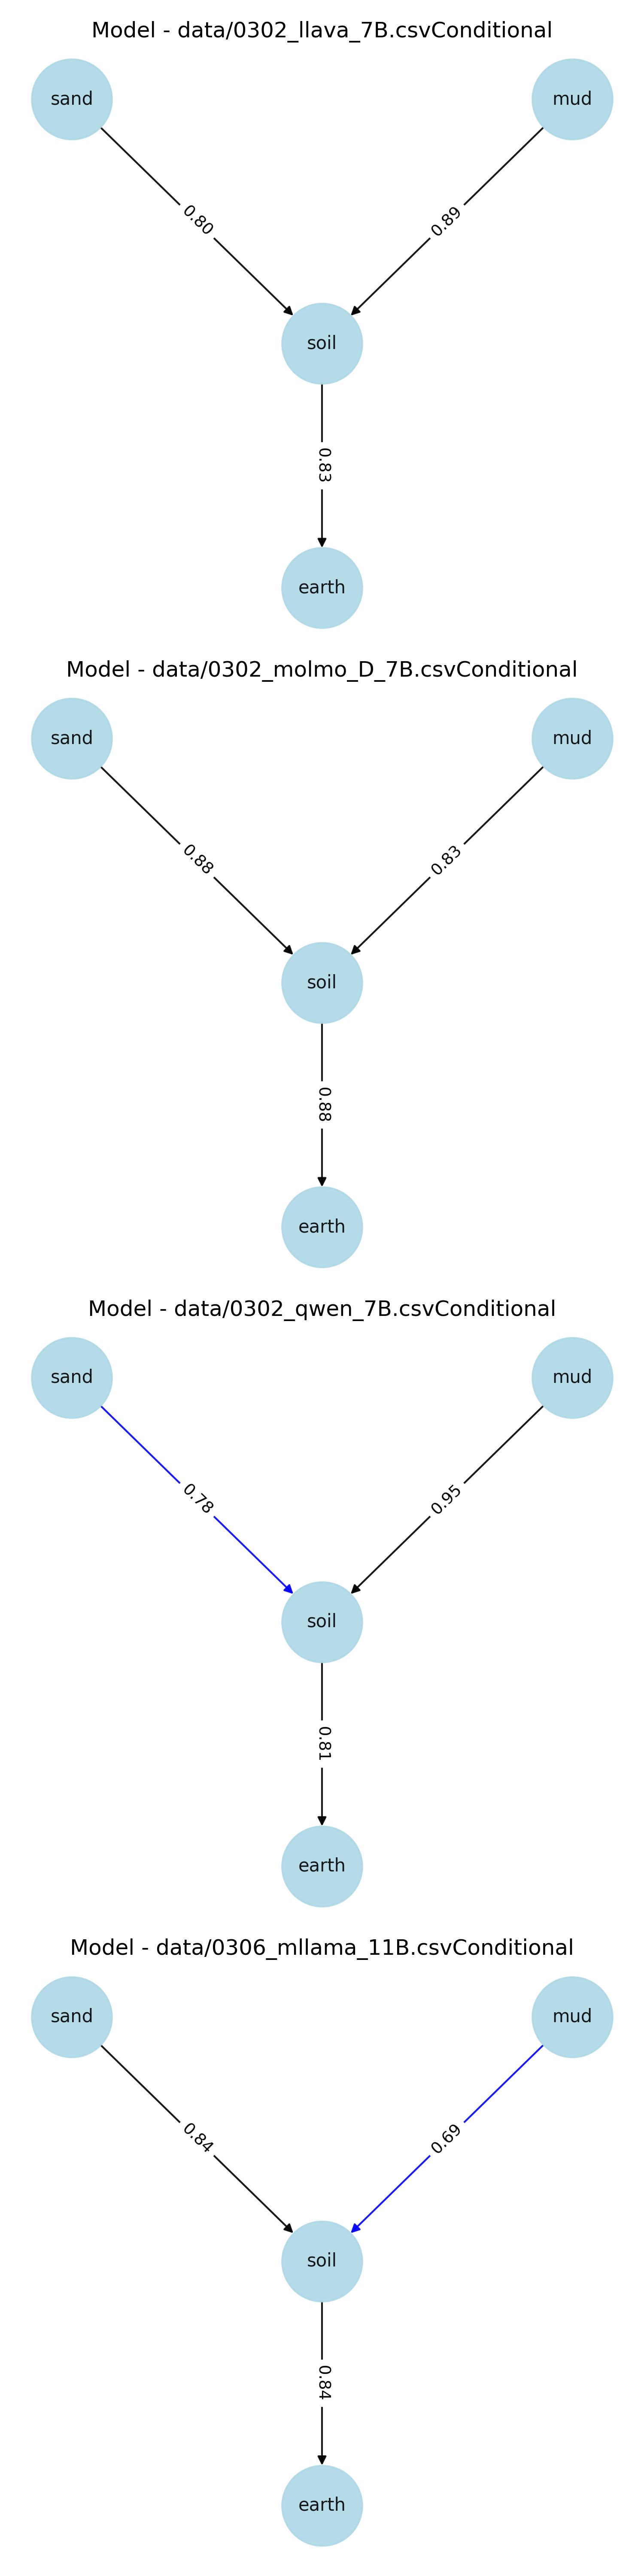 Model - data/0302_llava_7B.csvConditional
sand
mud
0.80
0.89
soil
0.83
earth
Model - data/0302_molmo_D_7B.csvConditional
sand
mud
0.88
0.83
soil
0.88
earth
Model - data/0302_qwen_7B.csvConditional
sand
mud
0.78
0.95
soil
0.81
earth
Model - data/0306_mllama_11B.csvConditional
sand
mud
0.84
0.69
soil
0.84
earth